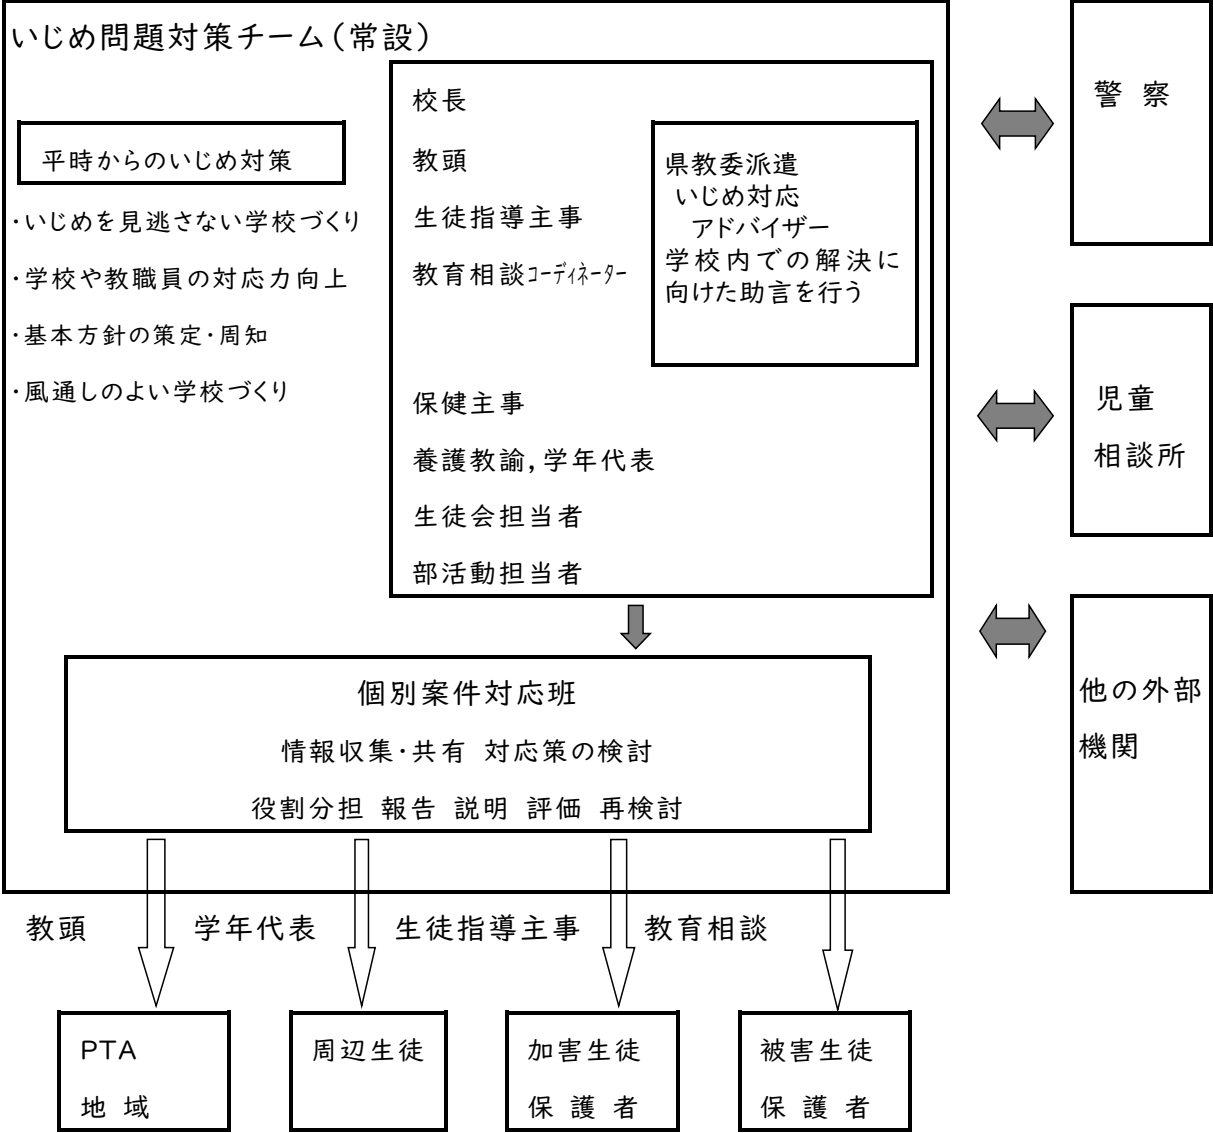 いじめ問題対策チーム（常設）
平時からのいじめ対策
・いじめを見逃さない学校づくり
・学校や教職員の対応力向上
・基本方針の策定・周知
・風通しのよい学校づくり
校長
教頭
生徒指導主事
教育相談ｺｰﾃﾞｨﾈｰﾀｰ
保健主事
養護教諭，学年代表
生徒会担当者
部活動担当者
県教委派遣
いじめ対応
アドバイザー
学校内での解決に
向けた助言を行う
警 察
児童
相談所
他の外部
機関
個別案件対応班
情報収集・共有 対応策の検討
役割分担 報告 説明 評価 再検討
教頭 学年代表 生徒指導主事 教育相談
PTA
地 域
周辺生徒
加害生徒
保 護 者
被害生徒
保 護 者